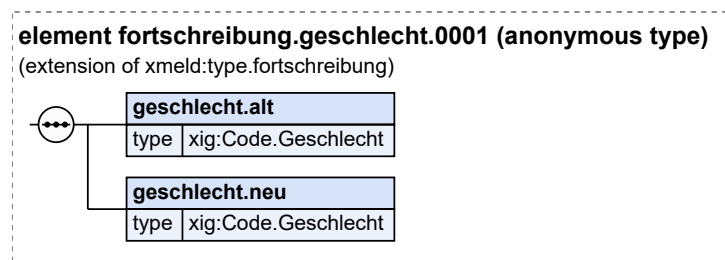 element fortschreibung.geschlecht.0001 (anonymous type)
(extension of xmeld:type.fortschreibung)
geschlecht.alt
type xig:Code.Geschlecht
geschlecht.neu
type xig:Code.Geschlecht